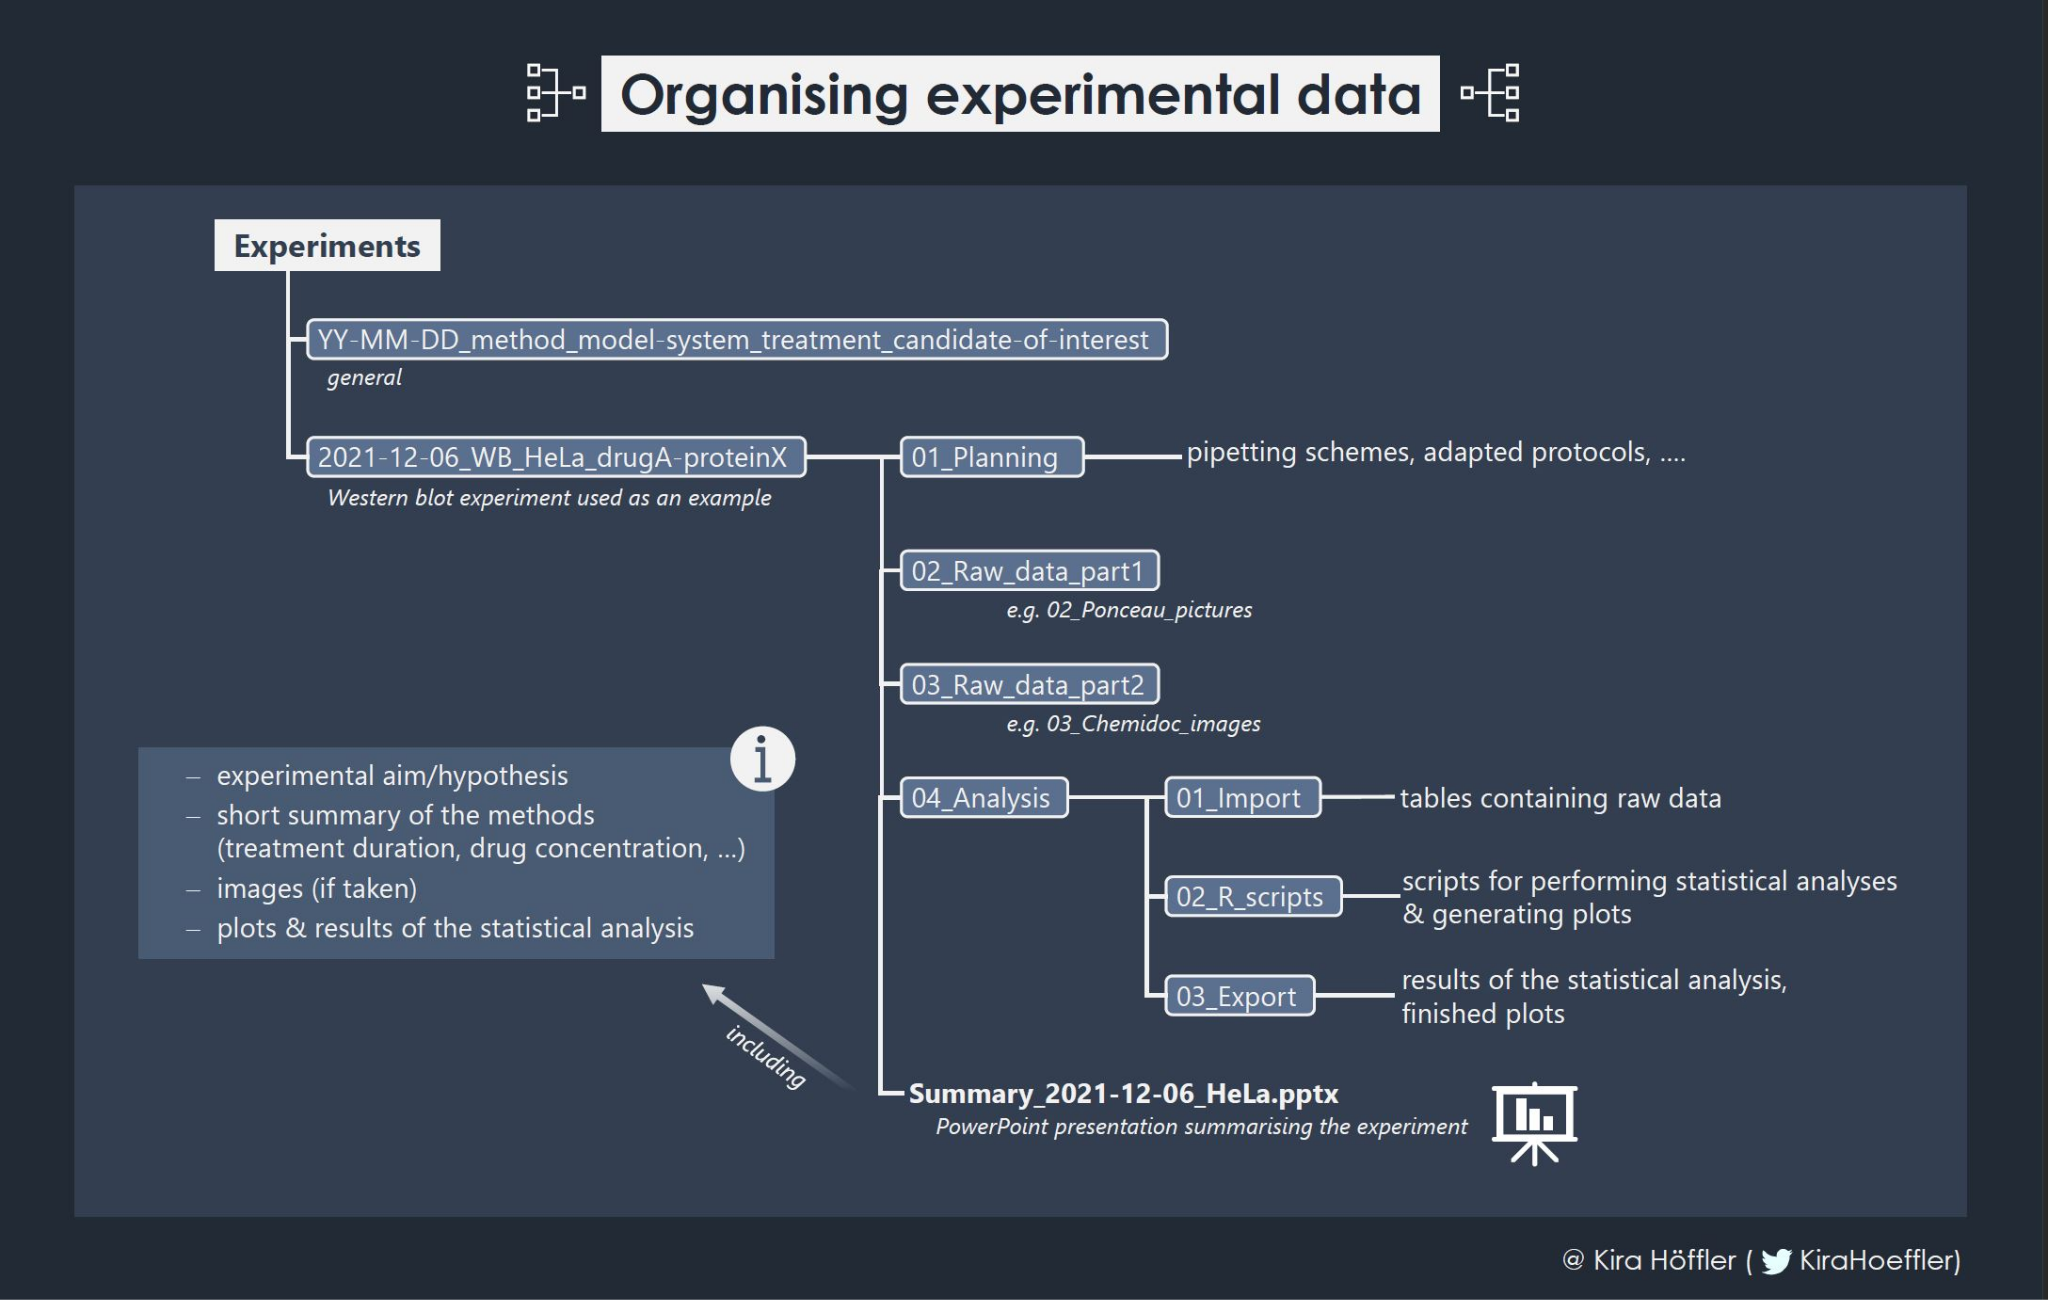 Organising experimental data
Experiments
YY-MM-DD_method_model-system_treatment_candidate-of-interest
general
2021-12-06_WB_HeLa_drugA-proteinX
Western blot experiment used as an example
01_Planning
pipetting schemes, adapted protocols, ....
02_Raw_data_part1
e.g. 02_Ponceau_pictures
03_Raw_data_part2
e.g. 03_Chemidoc_images
04_Analysis
01_Import
tables containing raw data
02_R_scripts
scripts for performing statistical analyses
& generating plots
03_Export
results of the statistical analysis,
finished plots
Summary_2021-12-06_HeLa.pptx
PowerPoint presentation summarising the experiment
including
i
– experimental aim/hypothesis
– short summary of the methods
(treatment duration, drug concentration, ...)
– images (if taken)
– plots & results of the statistical analysis
@ Kira Höffler ( KiraHoeffler)